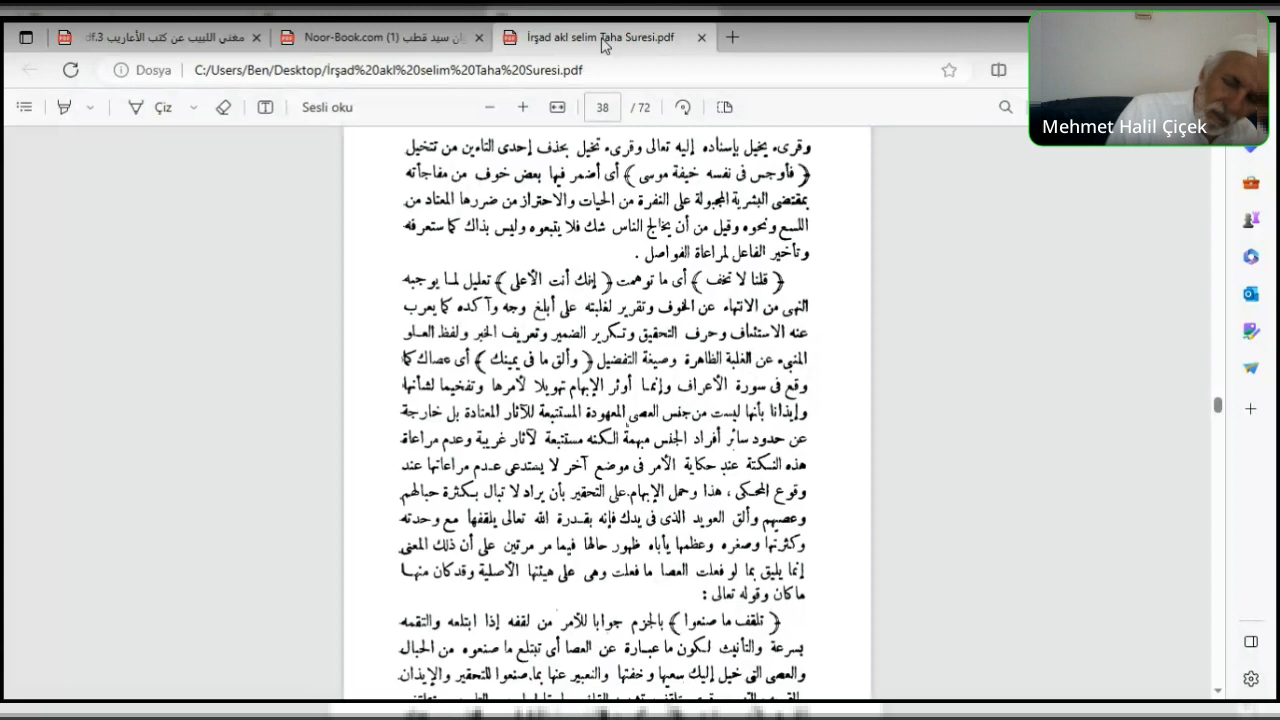 مغني اللبيب عن كتب الأعاريب 3.df
Noor-Book.com (1) ان سيد قطب
İrşad akl selim Taha Suresi.pdf
Dosya
C:/Users/Ben/Desktop/İrşad%20akl%20selim%20Taha%20Suresi.pdf
Çiz
Sesli oku
38 / 72
Mehmet Halil Çiçek
وقرىء يخيل بإسناده إليه تعالى وقرىء تخيل بحذف إحدى التاءين من تتخيل
﴿ فأوجس فى نفسه خيفة موسى ﴾ أى أضمر فيها بعض خوف من مفاجأته
بمقتضى البشرية المجبولة على النفرة من الحيات والاحتراز من ضررها المعتاد من
اللسع ونحوه وقيل من أن يخالج الناس شك فلا يتبعوه وليس بذاك كما ستعرفه
وتأخير الفاعل لمراعاة الفواصل .
﴿ قلنا لا تخف ﴾ أى ما توهمت ﴿ إنك أنت الأعلى ﴾ تعليل لما يوجبه
النهى من الانتهاء عن الخوف وتقرير لغلبته على أبلغ وجه وآكده كما يعرب
عنه الاستئناف وحرف التحقيق وتكرير الضمير وتعريف الخبر ولفظ العلو
المنبىء عن الغلبة الظاهرة وصيغة التفضيل ﴿ وألق ما فى يمينك ﴾ أى عصاك كما
وقع فى سورة الأعراف وإنما أوثر الإبهام تهويلا لأمرها وتفخيما لشأنها
وإيذانا بأنها ليست من جنس العصى المعهودة المستتبعة للآثار المعتادة بل خارجة
عن حدود سائر أفراد الجنس مبهمة الكنه مستتبعة لآثار غريبة وعدم مراعاة
هذه النكتة عند حكاية الأمر فى موضع آخر لا يستدعى عدم مراعاتها عند
وقوع المحكى ، هذا وحمل الإبهام على التحقير بأن يراد لا تبال بكثرة حبالهم
وعصيهم وألق العويد الذى فى يدك فإنه بقدرة الله تعالى يلقفها مع وحدته
وكثرتها وصغره وعظمها يأباه ظهور حالها فيما مر مرتين على أن ذلك المعنى
إنما يليق بما لو فعلت العصا ما فعلت وهى على هيئتها الأصلية وقد كان منها
ما كان وقوله تعالى :
﴿ تلقف ما صنعوا ﴾ بالجزم جوابا للأمر من لقفه إذا ابتلعه والتقمه
بسرعة والتأنيث لكون ما عبارة عن العصا أى تبتلع ما صنعوه من الحبال
والعصى التى خيل إليك سعيها وخفتها والتعبير عنها بما صنعوا للتحقير والإيذان